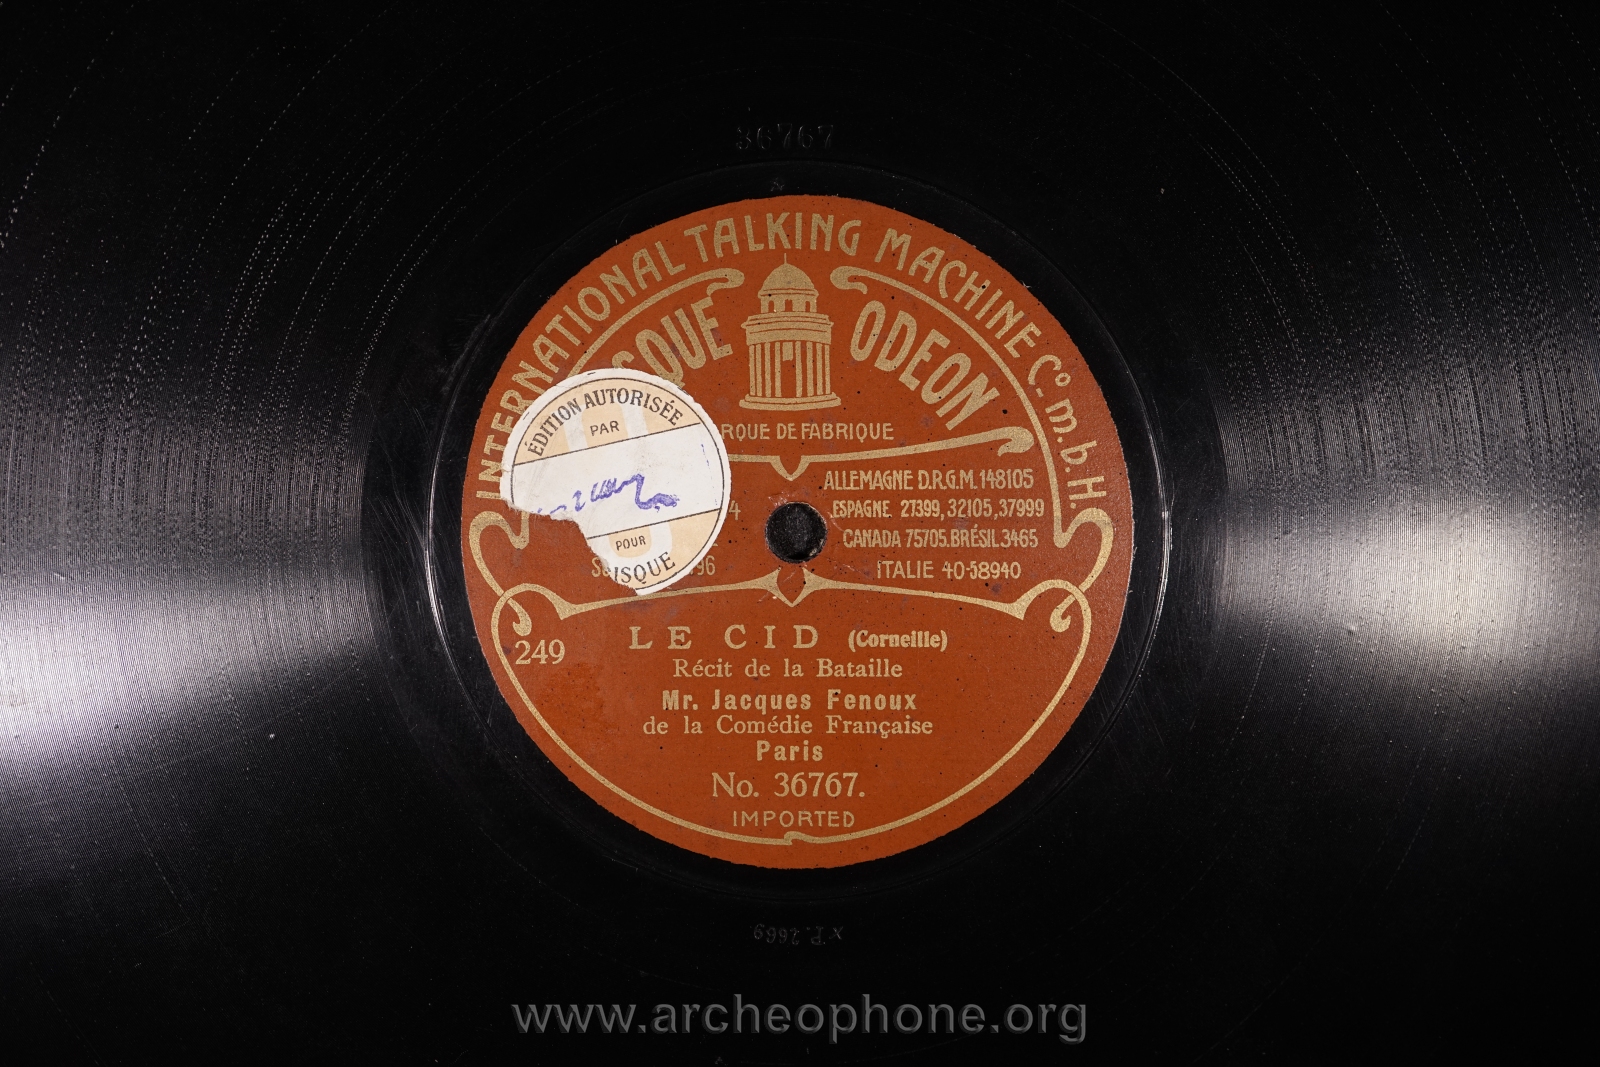 36767
INTERNATIONAL TALKING MACHINE Co. m.b.H.
ODEON
ÉDITION AUTORISÉE
PAR
POUR
DE FABRIQUE
ALLEMAGNE D.R.G.M. 148105
ESPAGNE 27399, 32105, 37999
CANADA 75705. BRÉSIL 3465
ITALIE 40-58940
249
LE CID (Corneille)
Récit de la Bataille
Mr. Jacques Fenoux
de la Comédie Française
Paris
No. 36767.
IMPORTED
xP. 2669
www.archeophone.org